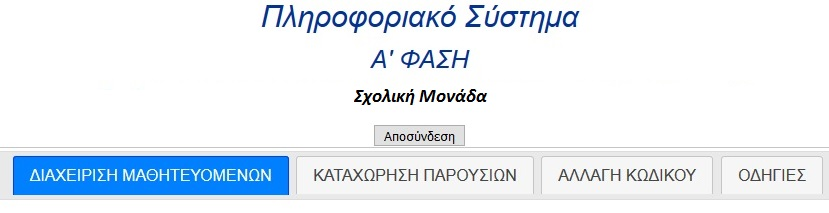 Πληροφοριακό Σύστημα
Α' ΦΑΣΗ
Σχολική Μονάδα
Αποσύνδεση
ΔΙΑΧΕΙΡΙΣΗ ΜΑΘΗΤΕΥΟΜΕΝΩΝ ΚΑΤΑΧΩΡΗΣΗ ΠΑΡΟΥΣΙΩΝ ΑΛΛΑΓΗ ΚΩΔΙΚΟΥ ΟΔΗΓΙΕΣ